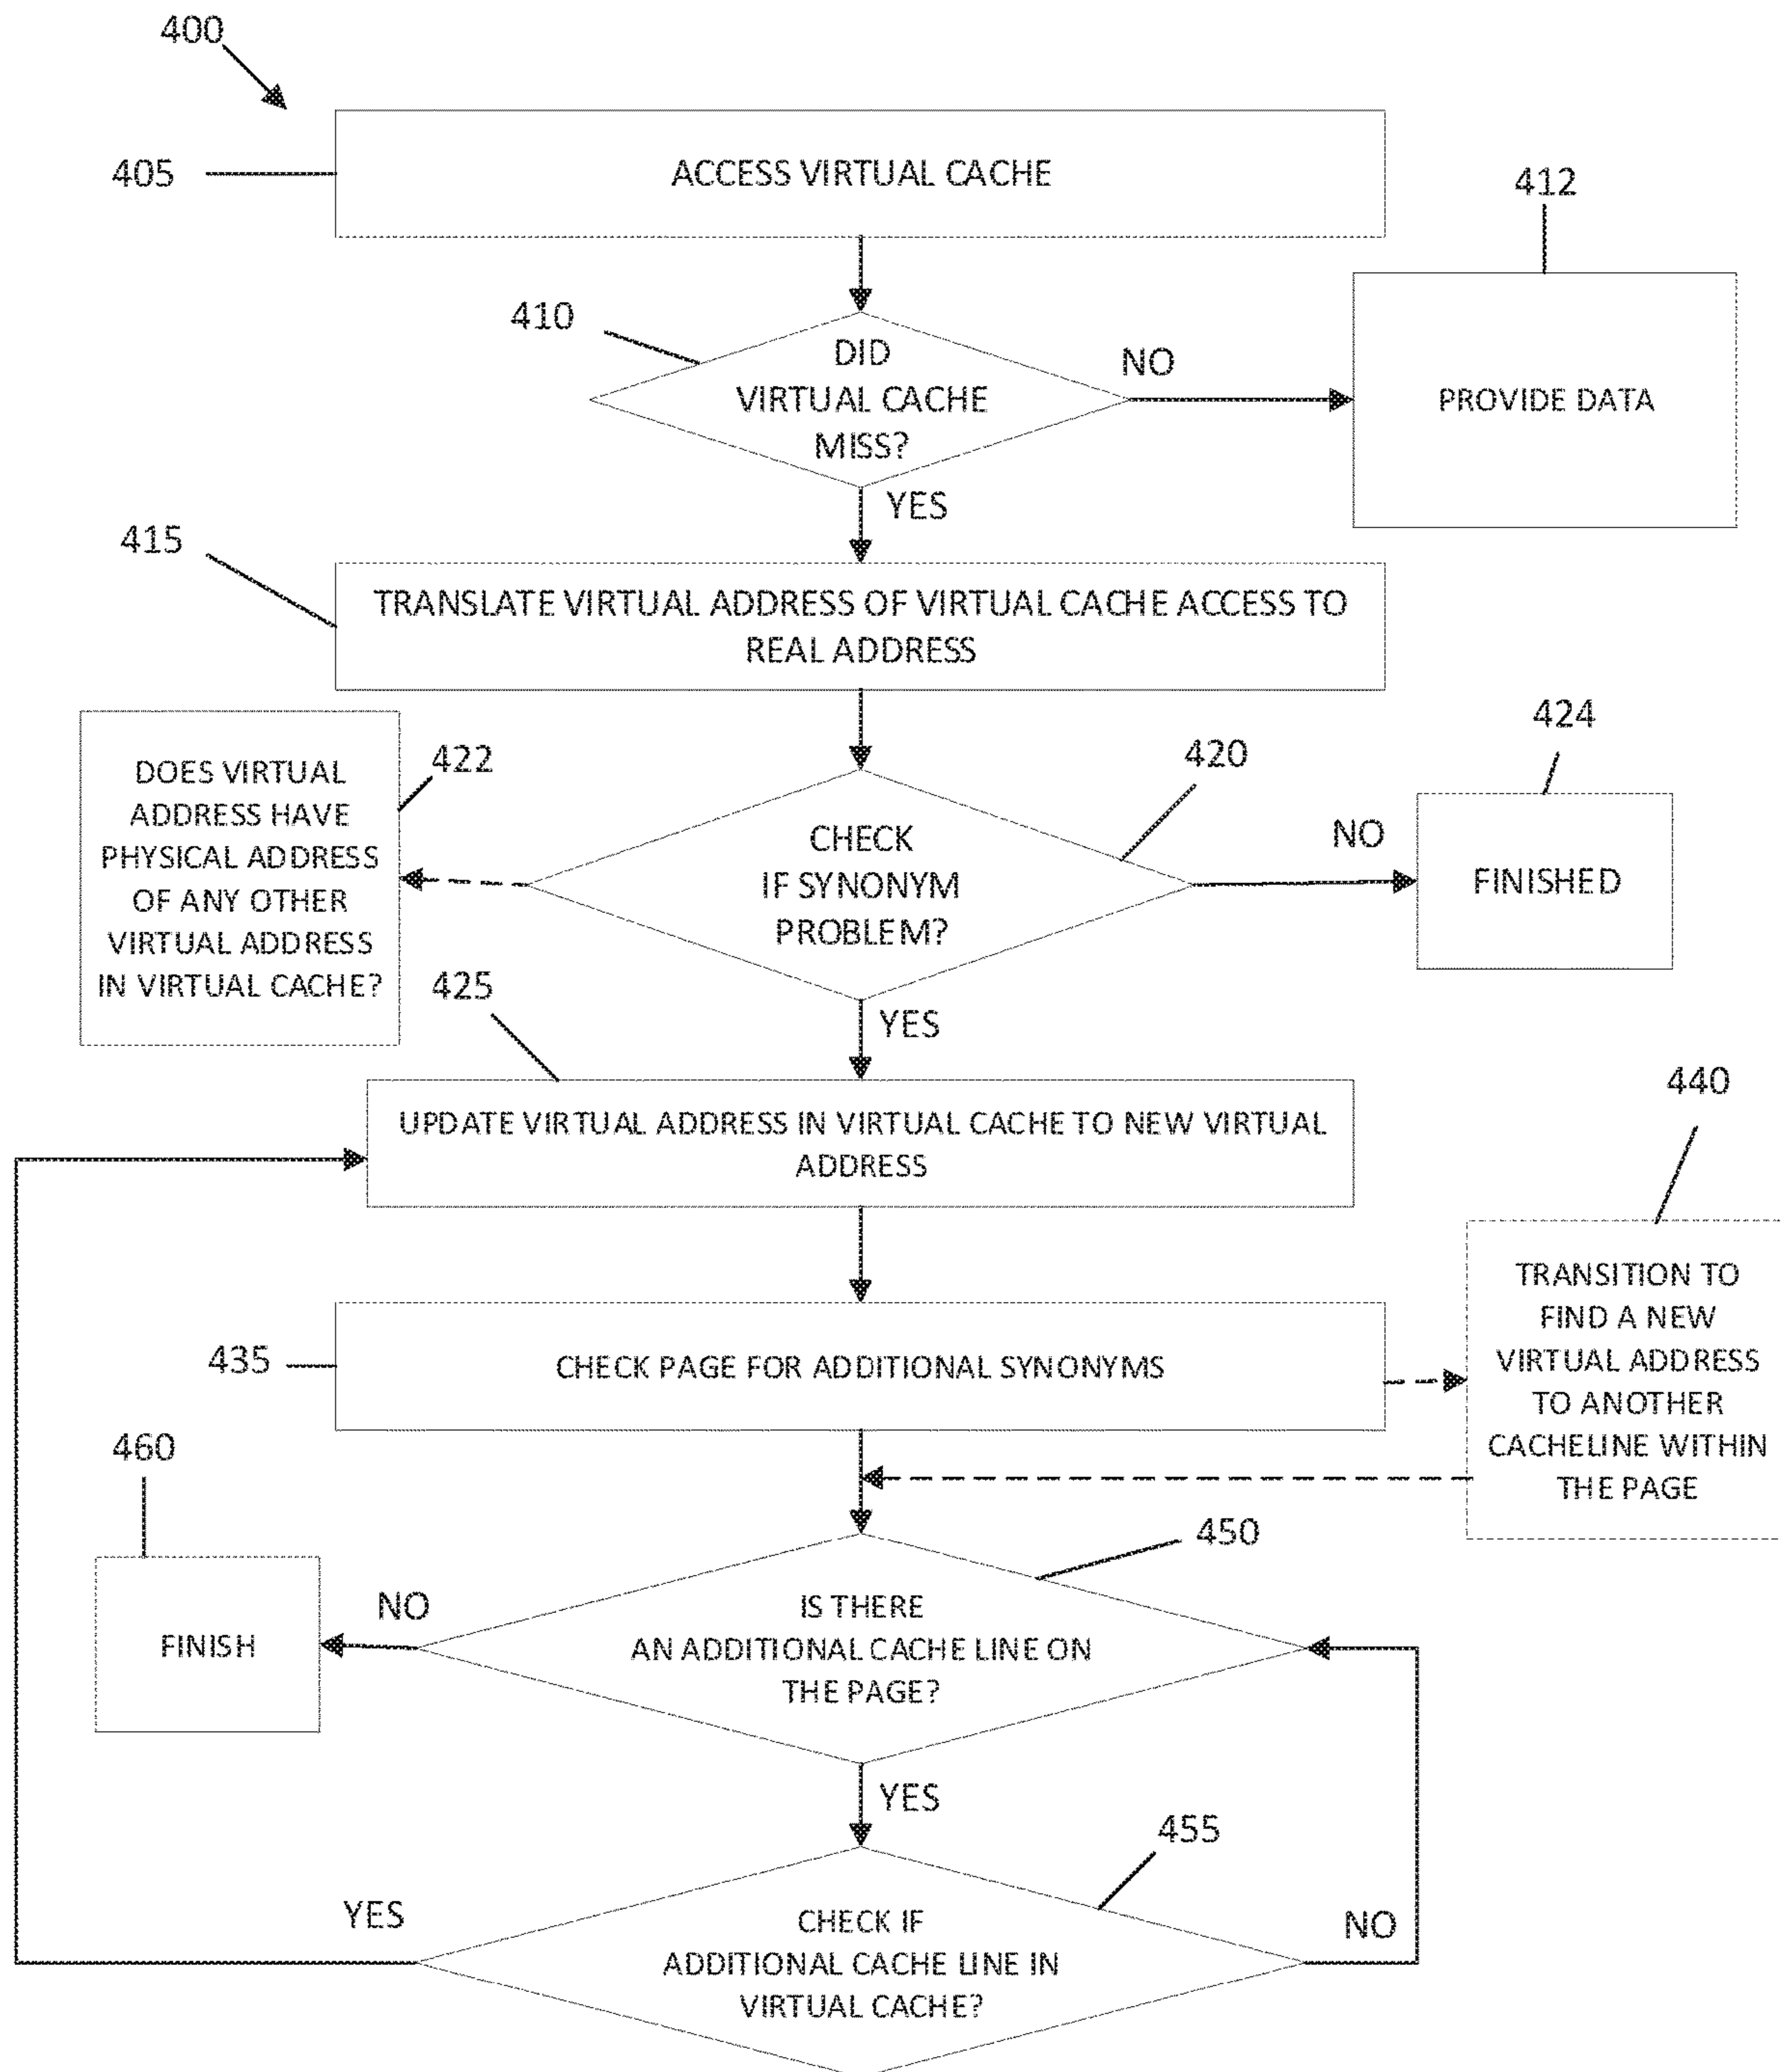 400
405
ACCESS VIRTUAL CACHE
412
410
DID
VIRTUAL CACHE
MISS?
NO
PROVIDE DATA
YES
415
TRANSLATE VIRTUAL ADDRESS OF VIRTUAL CACHE ACCESS TO
REAL ADDRESS
422
DOES VIRTUAL
ADDRESS HAVE
PHYSICAL ADDRESS
OF ANY OTHER
VIRTUAL ADDRESS
IN VIRTUAL CACHE?
420
CHECK
IF SYNONYM
PROBLEM?
NO
424
FINISHED
YES
425
UPDATE VIRTUAL ADDRESS IN VIRTUAL CACHE TO NEW VIRTUAL
ADDRESS
440
435
CHECK PAGE FOR ADDITIONAL SYNONYMS
TRANSITION TO
FIND A NEW
VIRTUAL ADDRESS
TO ANOTHER
CACHELINE WITHIN
THE PAGE
460
FINISH
NO
450
IS THERE
AN ADDITIONAL CACHE LINE ON
THE PAGE?
YES
455
YES
CHECK IF
ADDITIONAL CACHE LINE IN
VIRTUAL CACHE?
NO